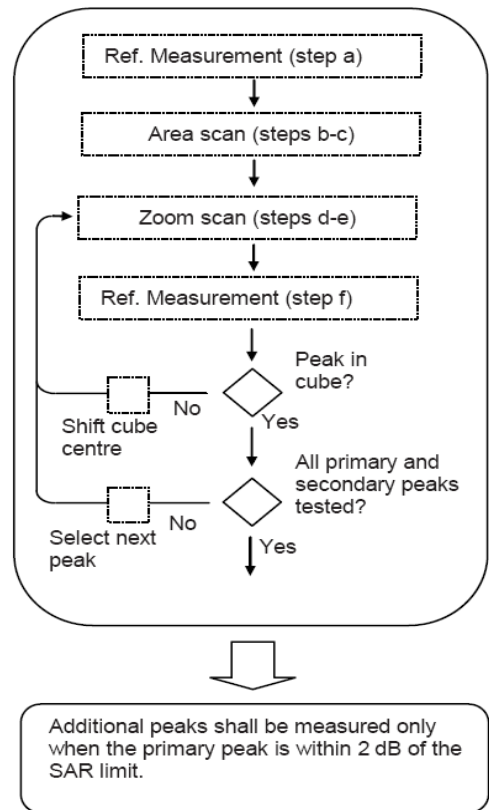 Ref. Measurement (step a)
Area scan (steps b-c)
Zoom scan (steps d-e)
Ref. Measurement (step f)
Peak in
cube?
No
Yes
Shift cube
centre
All primary and
secondary peaks
tested?
No
Yes
Select next
peak
Additional peaks shall be measured only
when the primary peak is within 2 dB of the
SAR limit.